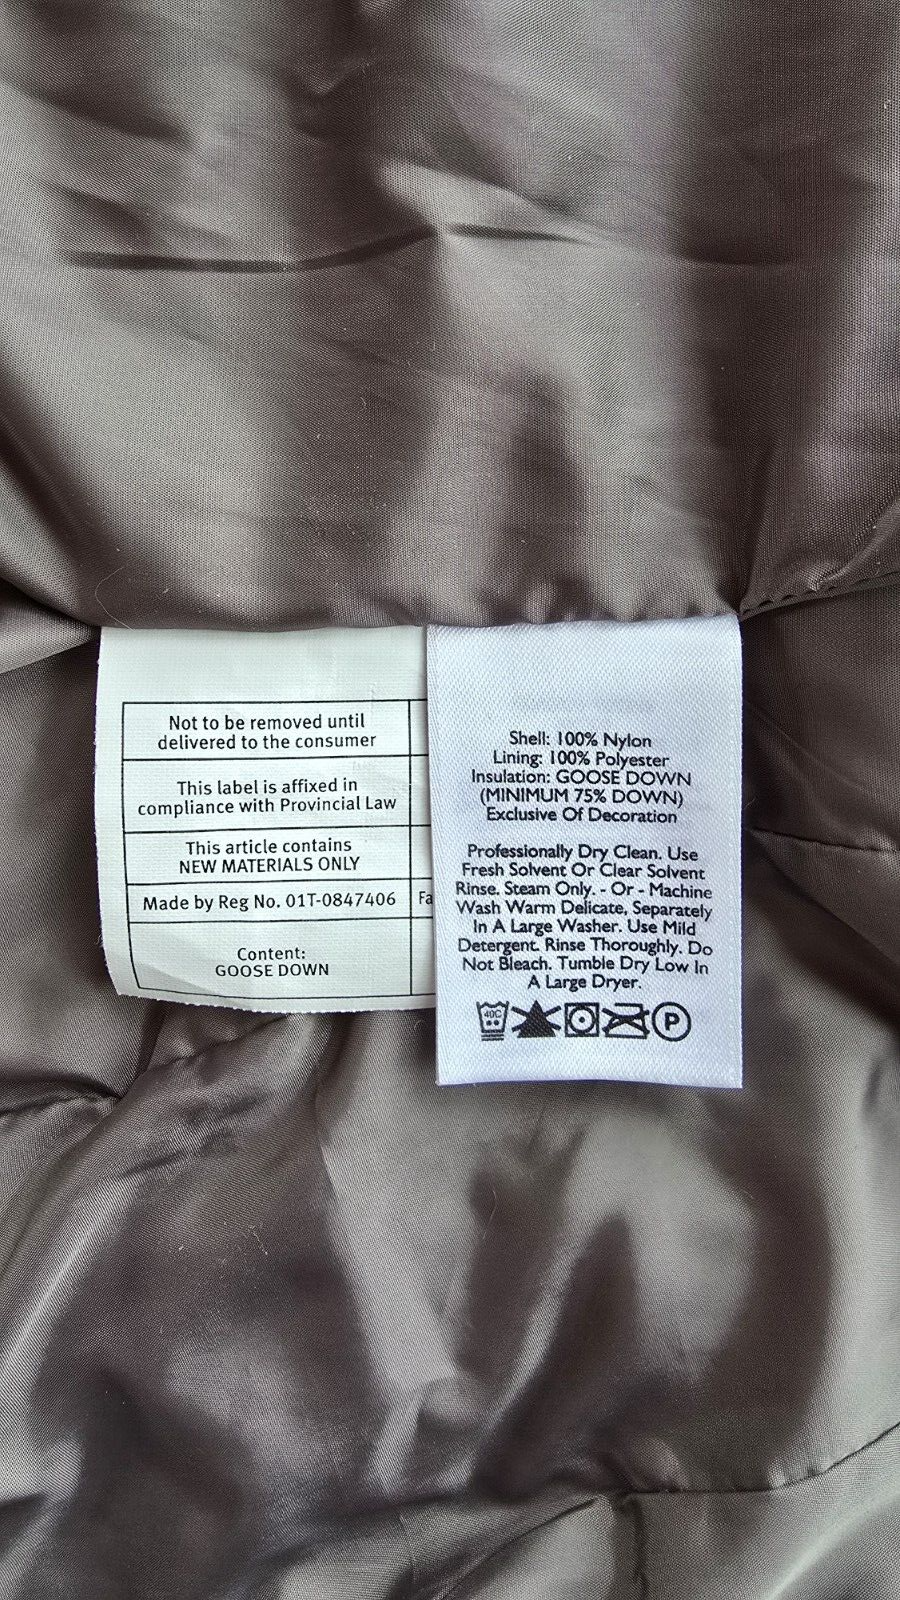 Not to be removed until
delivered to the consumer
This label is affixed in
compliance with Provincial Law
This article contains
NEW MATERIALS ONLY
Made by Reg No. 01T-0847406
Fa
Content:
GOOSE DOWN
Shell: 100% Nylon
Lining: 100% Polyester
Insulation: GOOSE DOWN
(MINIMUM 75% DOWN)
Exclusive Of Decoration
Professionally Dry Clean. Use
Fresh Solvent Or Clear Solvent
Rinse. Steam Only. - Or - Machine
Wash Warm Delicate, Separately
In A Large Washer. Use Mild
Detergent. Rinse Thoroughly. Do
Not Bleach. Tumble Dry Low In
A Large Dryer.
40C P